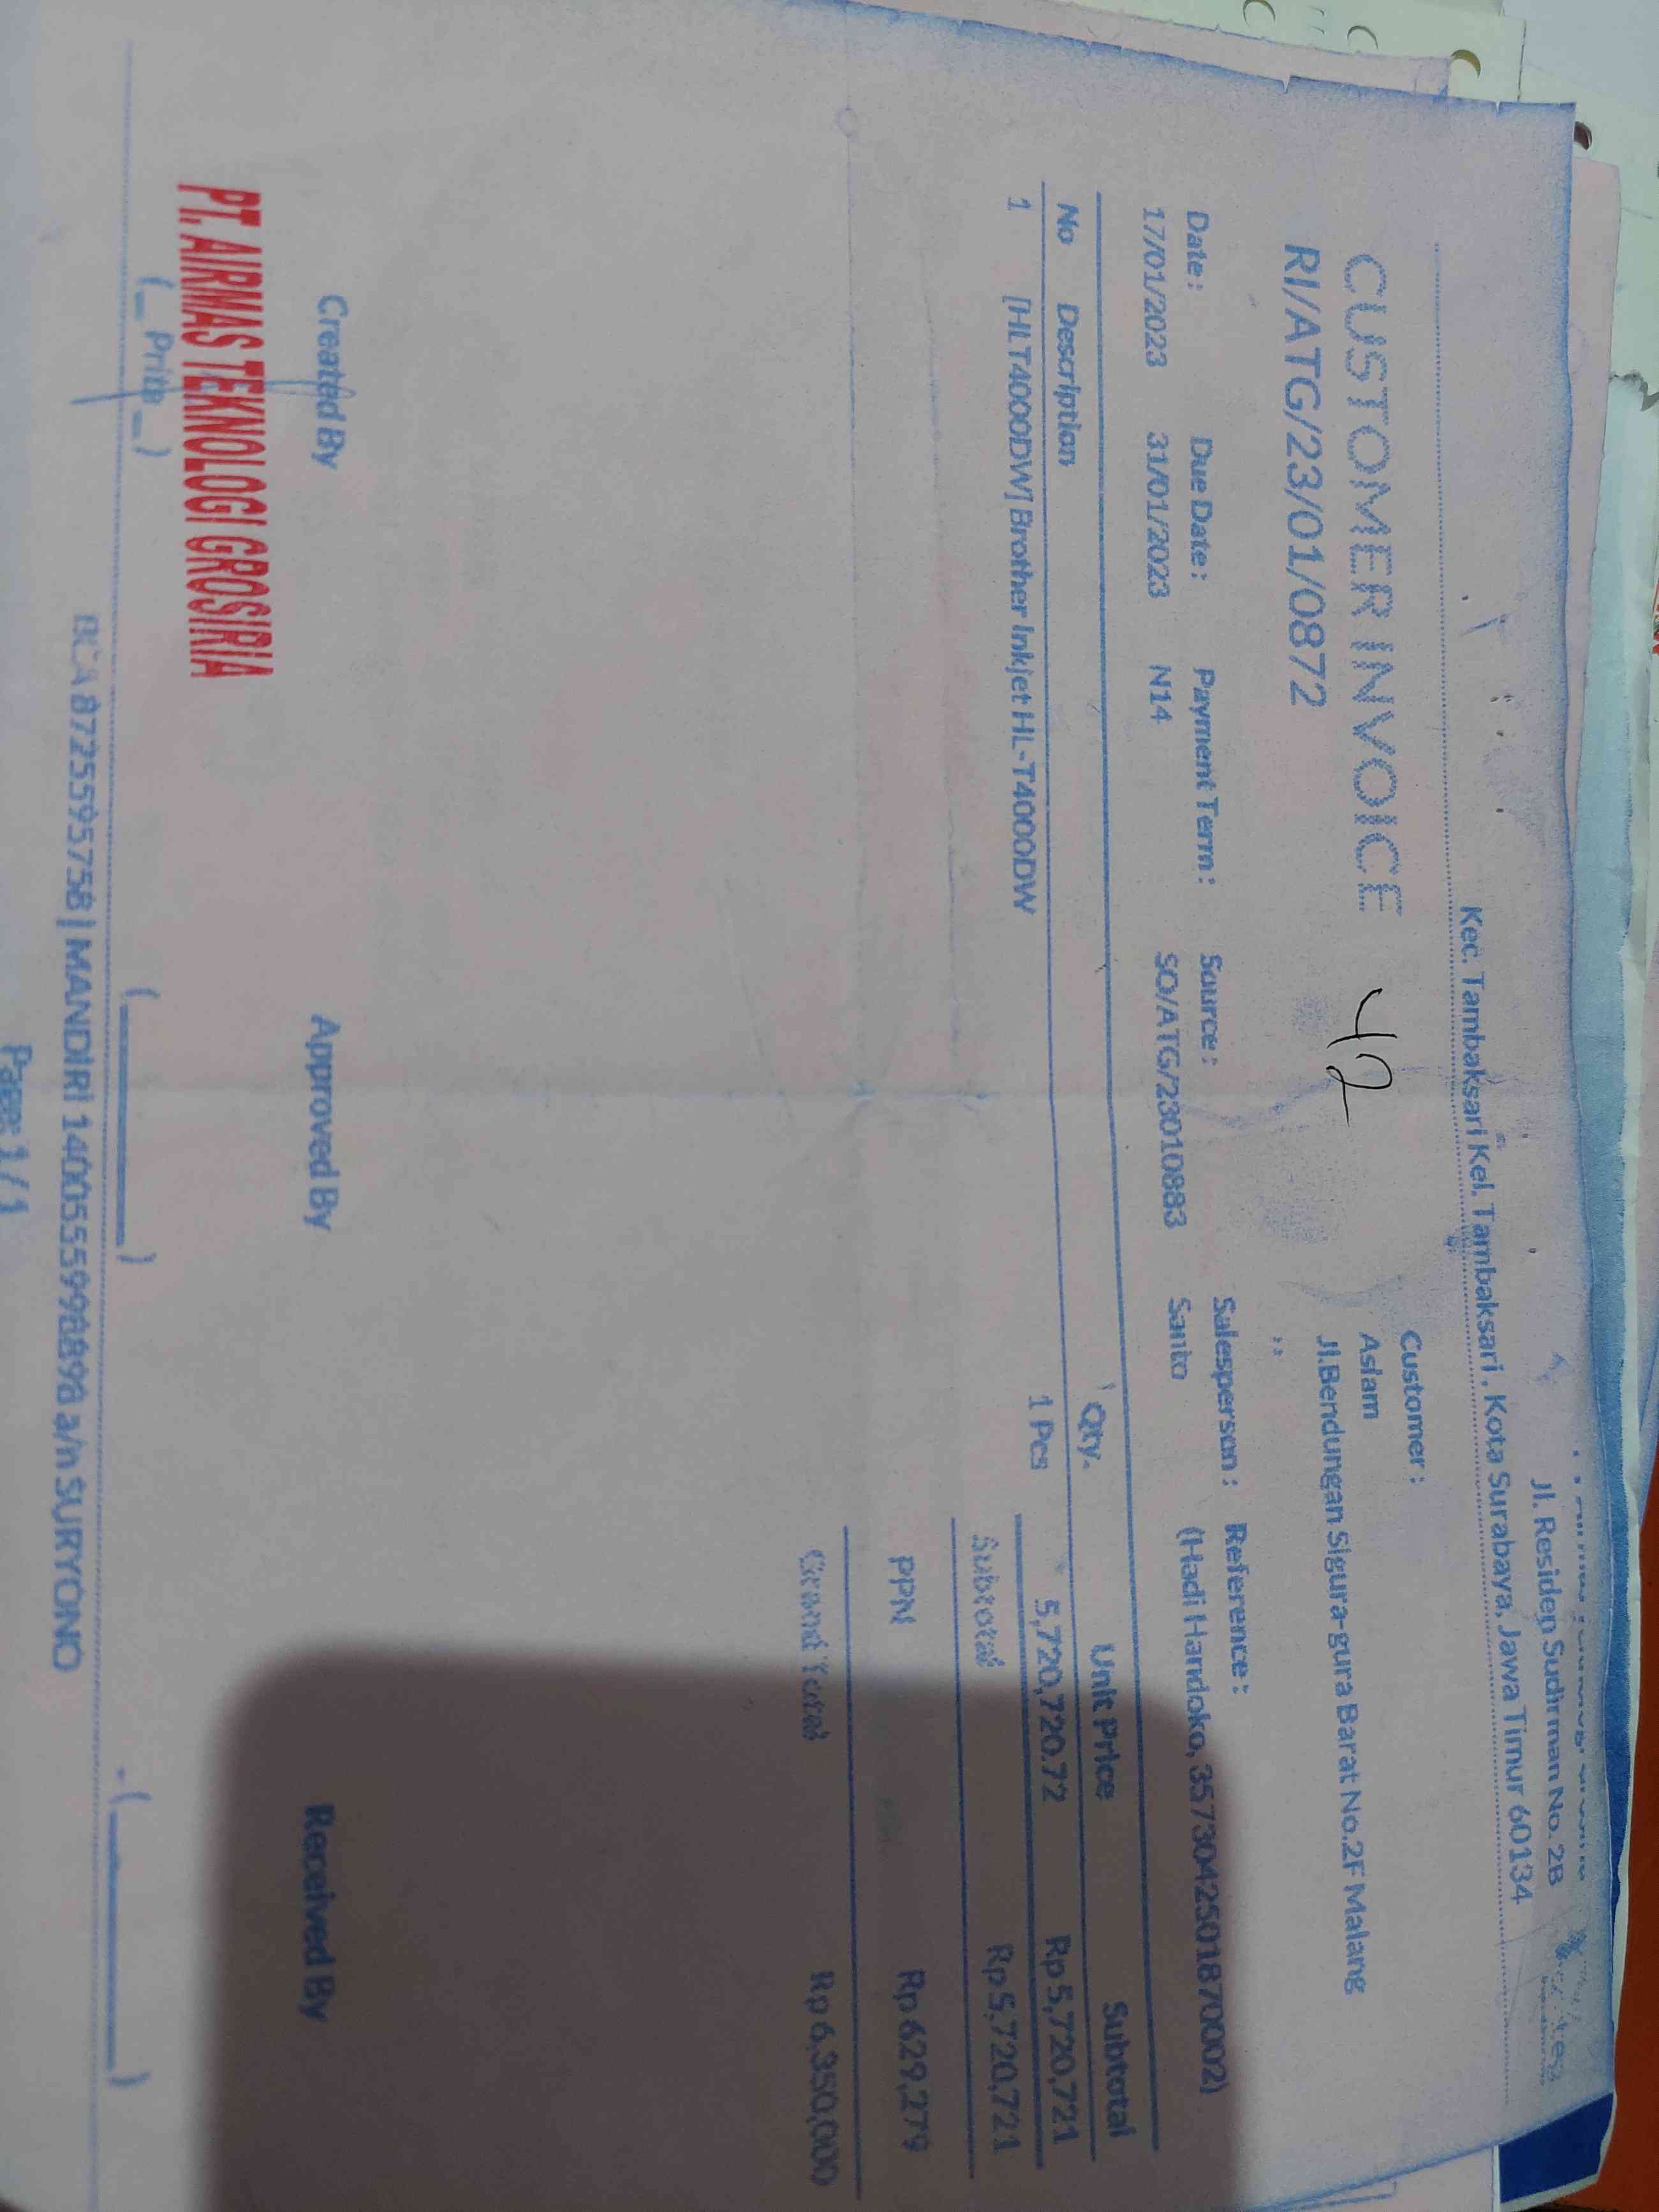 Jl. Residen Sudirman No. 2B
Kec. Tambaksari Kel. Tambaksari , Kota Surabaya, Jawa Timur 60134
CUSTOMER INVOICE 42
RI/ATG/23/01/0872
Customer :
Aslam
Jl.Bendungan Sigura-gura Barat No.2F Malang
, ,
Date : Due Date : Payment Term : Source : Salesperson : Reference :
17/01/2023 31/01/2023 N14 SO/ATG/23010883 Santo (Hadi Handoko, 3573042501870002)
No Description Qty. Unit Price Subtotal
1 [HLT4000DW] Brother Inkjet HL-T4000DW 1 Pcs 5,720,720.72 Rp 5,720,721
Subtotal Rp 5,720,721
PPN Rp 629,279
Grand Total Rp 6,350,000
Created By Approved By Received By
PT. AIRMAS TEKNOLOGI GROSIRIA
(__Prita__) (________) (________)
BCA 8725595758 | MANDIRI 1400555998898 a/n SURYONO
Page: 1 / 1